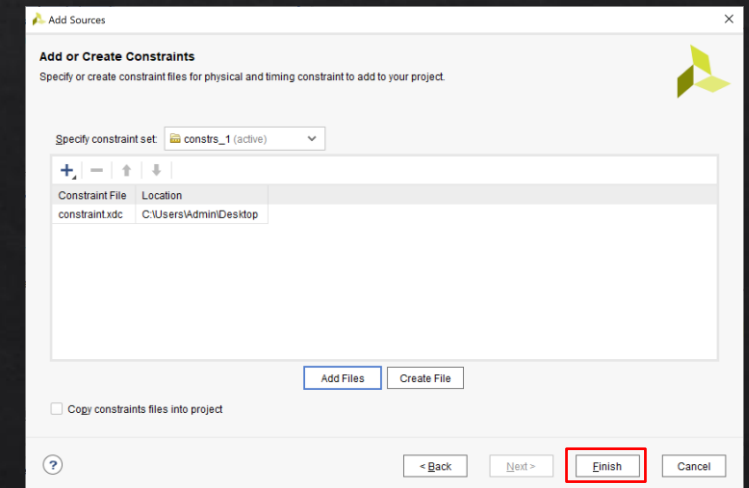 Add Sources
Add or Create Constraints
Specify or create constraint files for physical and timing constraint to add to your project.
Specify constraint set: constrs_1 (active)
Constraint File Location
constraint.xdc C:\Users\Admin\Desktop
Add Files Create File
Copy constraints files into project
? < Back Next > Finish Cancel